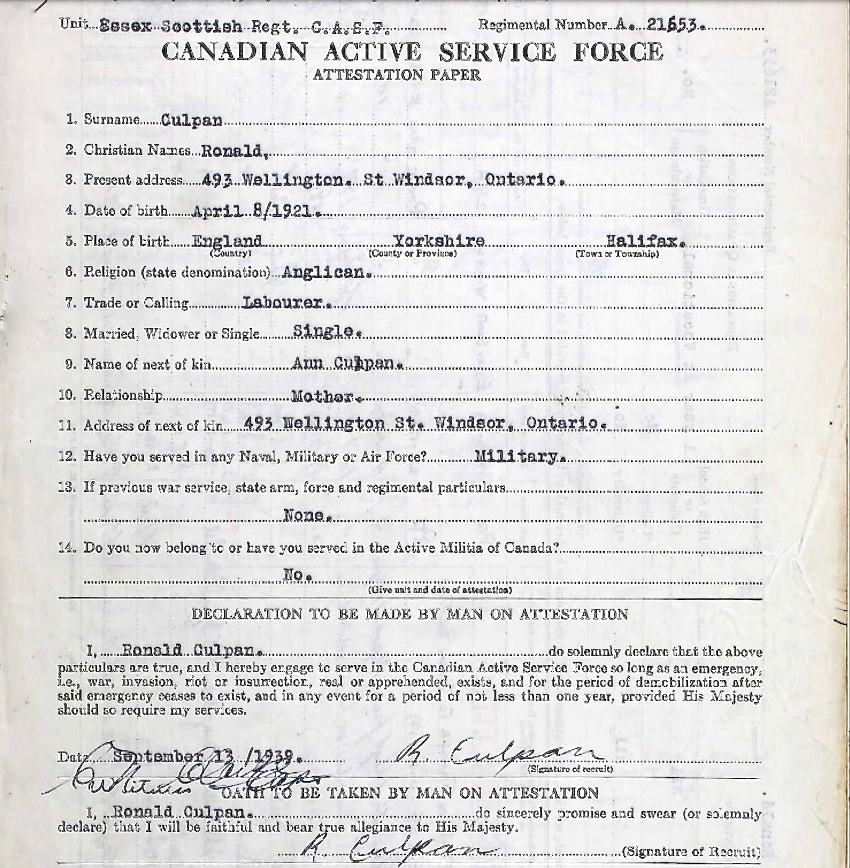 Unit Essex Scottish Regt. C.A.S.F. Regimental Number A. 21653.
CANADIAN ACTIVE SERVICE FORCE
ATTESTATION PAPER
1. Surname Culpan
2. Christian Names Ronald,
3. Present address 493 Wellington. St Windsor, Ontario.
4. Date of birth April 8/1921.
5. Place of birth England Yorkshire Halifax.
(Country) (County or Province) (Town or Township)
6. Religion (state denomination) Anglican.
7. Trade or Calling Labourer.
8. Married, Widower or Single Single.
9. Name of next of kin Ann Culpan.
10. Relationship Mother.
11. Address of next of kin 493 Wellington St. Windsor, Ontario.
12. Have you served in any Naval, Military or Air Force? Military.
13. If previous war service, state arm, force and regimental particulars
None.
14. Do you now belong to or have you served in the Active Militia of Canada?
No.
(Give unit and date of attestation)
DECLARATION TO BE MADE BY MAN ON ATTESTATION
I, Ronald Culpan. do solemnly declare that the above
particulars are true, and I hereby engage to serve in the Canadian Active Service Force so long as an emergency,
i.e., war, invasion, riot or insurrection, real or apprehended, exists, and for the period of demobilization after
said emergency ceases to exist, and in any event for a period of not less than one year, provided His Majesty
should so require my services.
Date September 13 /1939. R. Culpan
(Signature of recruit)
OATH TO BE TAKEN BY MAN ON ATTESTATION
I, Ronald Culpan. do sincerely promise and swear (or solemnly
declare) that I will be faithful and bear true allegiance to His Majesty.
R. Culpan (Signature of Recruit)